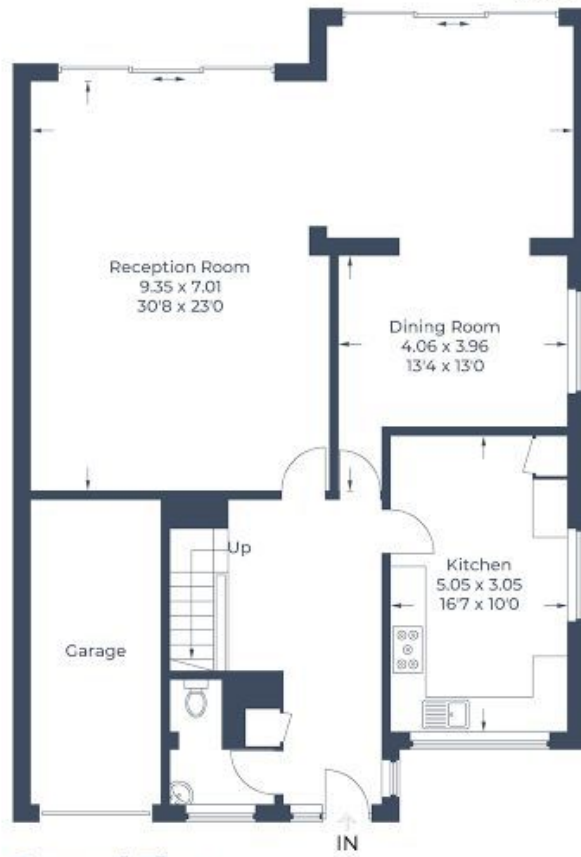 Reception Room
9.35 x 7.01
30'8 x 23'0
Dining Room
4.06 x 3.96
13'4 x 13'0
Up
Kitchen
5.05 x 3.05
16'7 x 10'0
Garage
IN